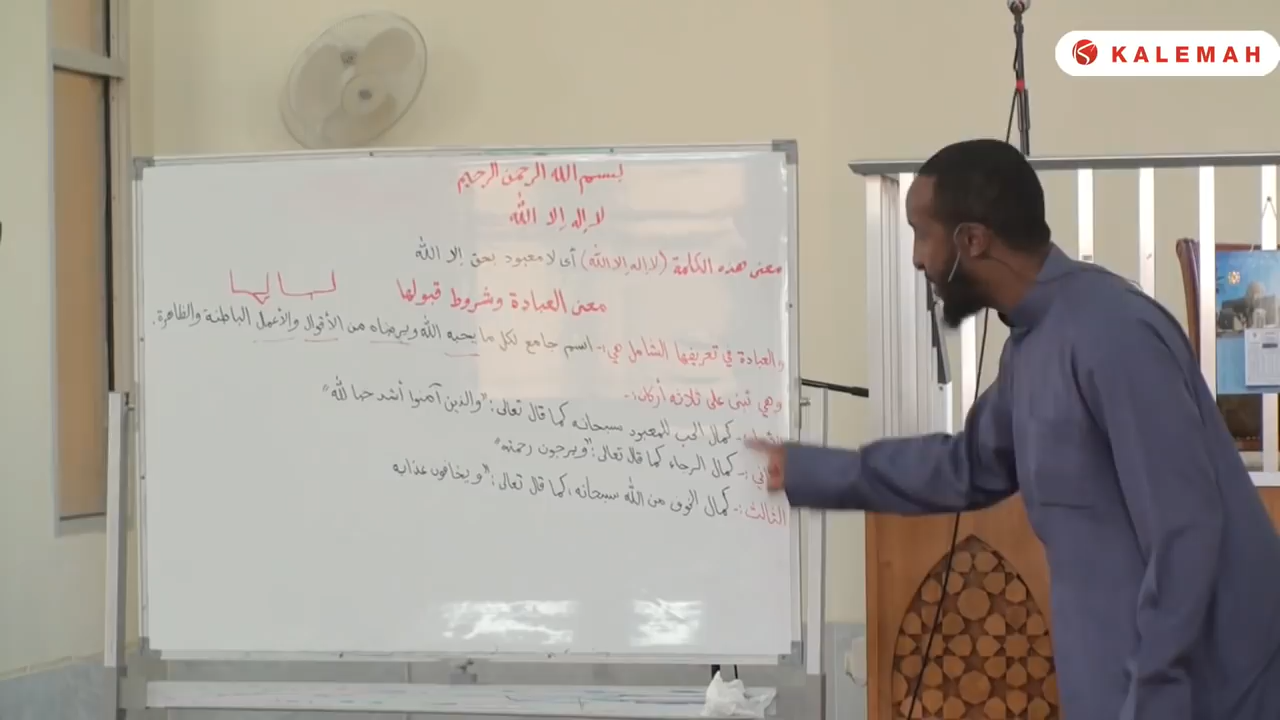 KALEMAH
بسم الله الرحمن الرحيم
لا إله إلا الله
معنى هذه الكلمة (لا إله إلا الله) أي لا معبود بحق إلا الله
معنى العبادة وشروط قبولها
والعبادة في تعريفها الشامل هي:- اسم جامع لكل ما يحبه الله ويرضاه من الأقوال والأعمال الباطنة والظاهرة.
وهي تبنى على ثلاثة أركان:-
كمال الحب للمعبود سبحانه كما قال تعالى: "والذين آمنوا أشد حبا لله"
كمال الرجاء كما قال تعالى: "ويرجون رحمته"
الثالث:- كمال الخوف من الله سبحانه، كما قال تعالى: "ويخافون عذابه